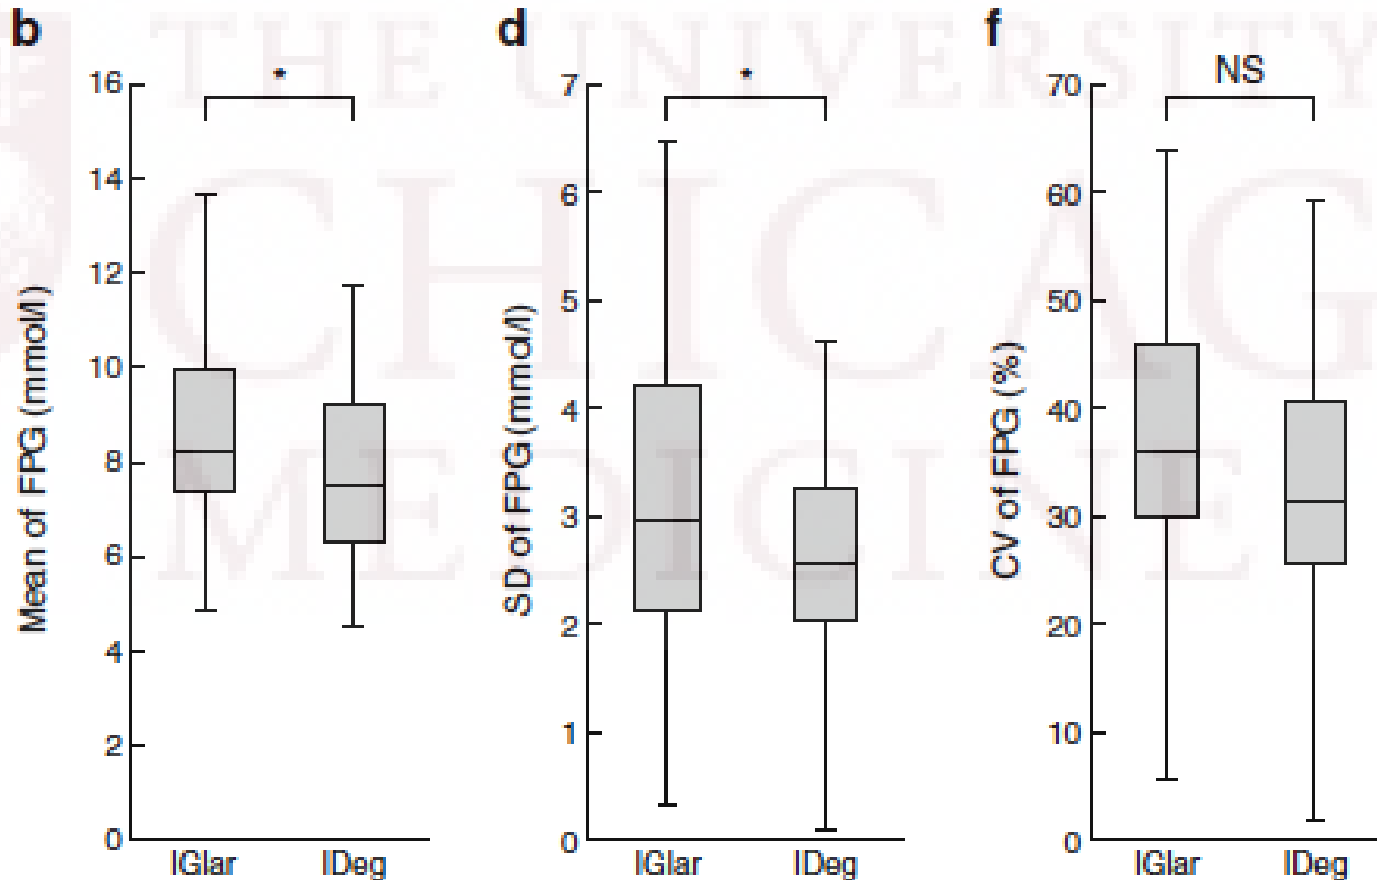 b
*
16
14
12
10
8
6
4
2
0
Mean of FPG (mmol/l)
IGlar
IDeg
d
*
7
6
5
4
3
2
1
0
SD of FPG (mmol/l)
IGlar
IDeg
f
NS
70
60
50
40
30
20
10
0
CV of FPG (%)
IGlar
IDeg
THE UNIVERSITY
CHICAG
MEDICINE